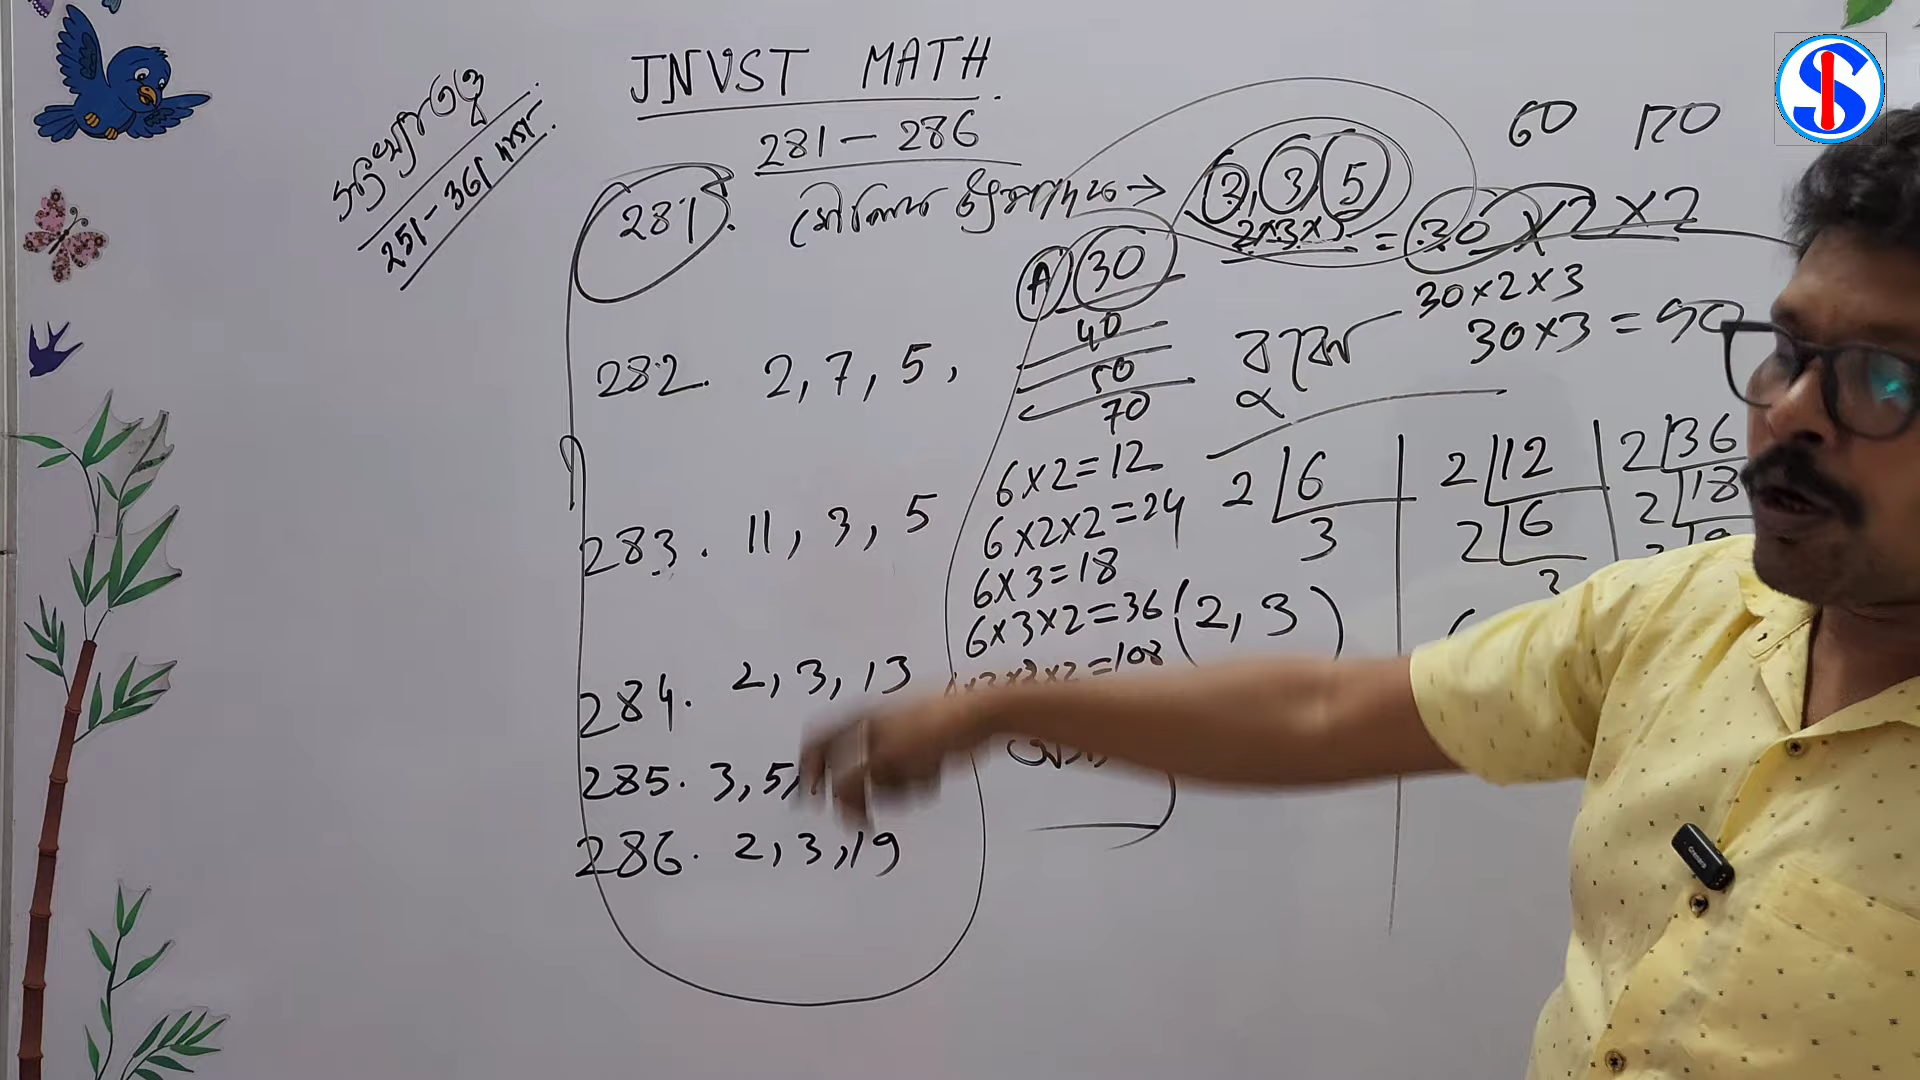 JNVST MATH
281 - 286
সংখ্যাতত্ত্ব
251 - 361
281. মৌলিক উৎপাদক → 2, 3, 5
2×3×5 = 30 × 2 × 2
60 120
A 30
40
50
70
30×2×3
30×3 = 90
282. 2, 7, 5,
283. 11, 3, 5
284. 2, 3, 13
285. 3, 5,
286. 2, 3, 19
6×2=12
6×2×2=24
6×3=18
6×3×2=36
×3×2=108
2 6
3
(2, 3)
2 12
2 6
3
2 36
2 18